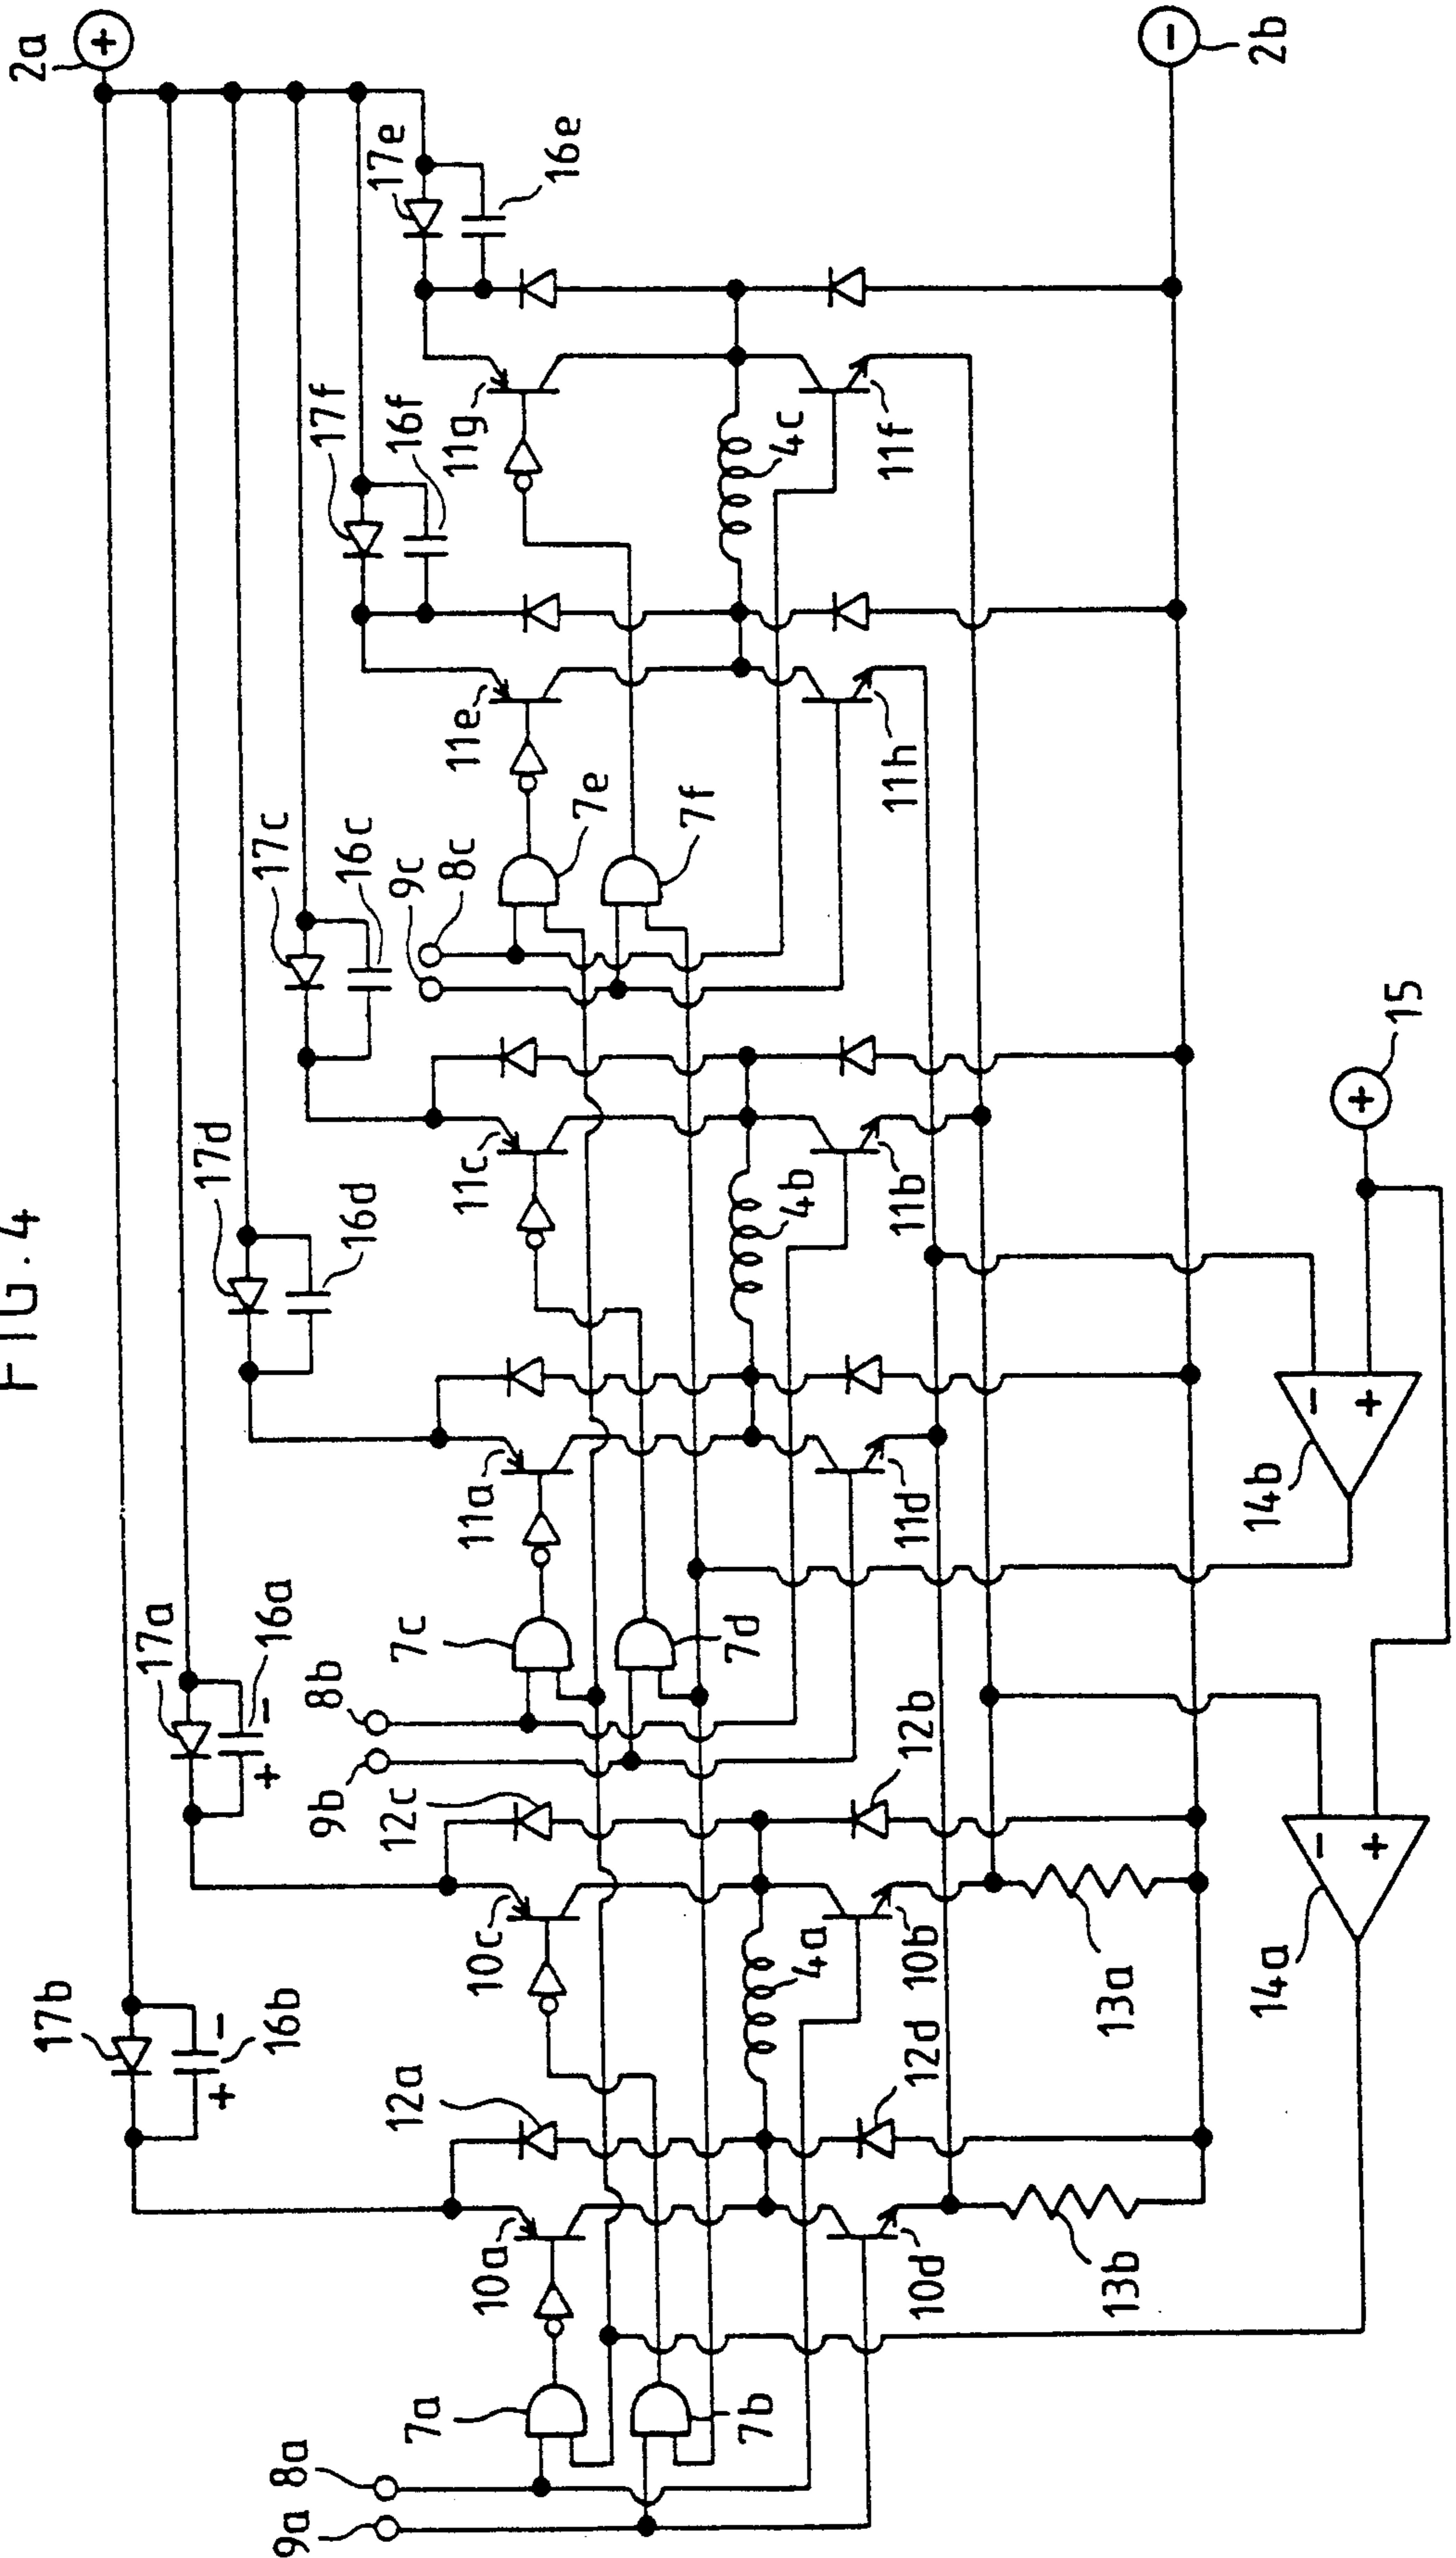 FIG. 4
2a
+
−
2b
17e
16e
17f
16f
11g
4c
11f
11e
11h
7e
7f
17c
16c
9c
8c
17d
16d
11c
4b
11b
15
+
11a
11d
14b
−
+
17a
16a
−
+
7c
7d
8b
9b
12c
12b
17b
16b
−
+
10c
4a
10b
13a
14a
−
+
12a
12d
10a
10d
13b
7a
7b
8a
9a